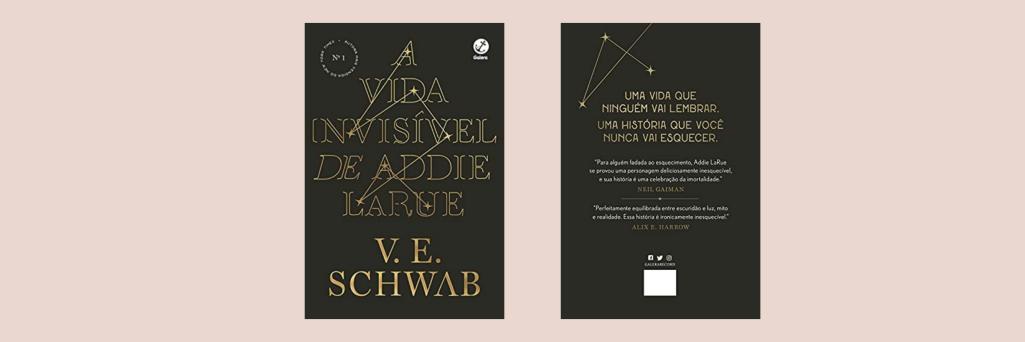 Nº 1
Galera
A
VIDA
INVISÍVEL
DE ADDIE
LARUE
V. E.
SCHWAB
UMA VIDA QUE
NINGUÉM VAI LEMBRAR.
UMA HISTÓRIA QUE VOCÊ
NUNCA VAI ESQUECER.
"Para alguém fadada ao esquecimento, Addie LaRue
se provou uma personagem deliciosamente inesquecível,
e sua história é uma celebração da imortalidade."
NEIL GAIMAN
"Perfeitamente equilibrada entre escuridão e luz, mito
e realidade. Essa história é ironicamente inesquecível."
ALIX E. HARROW
GALERARECORD